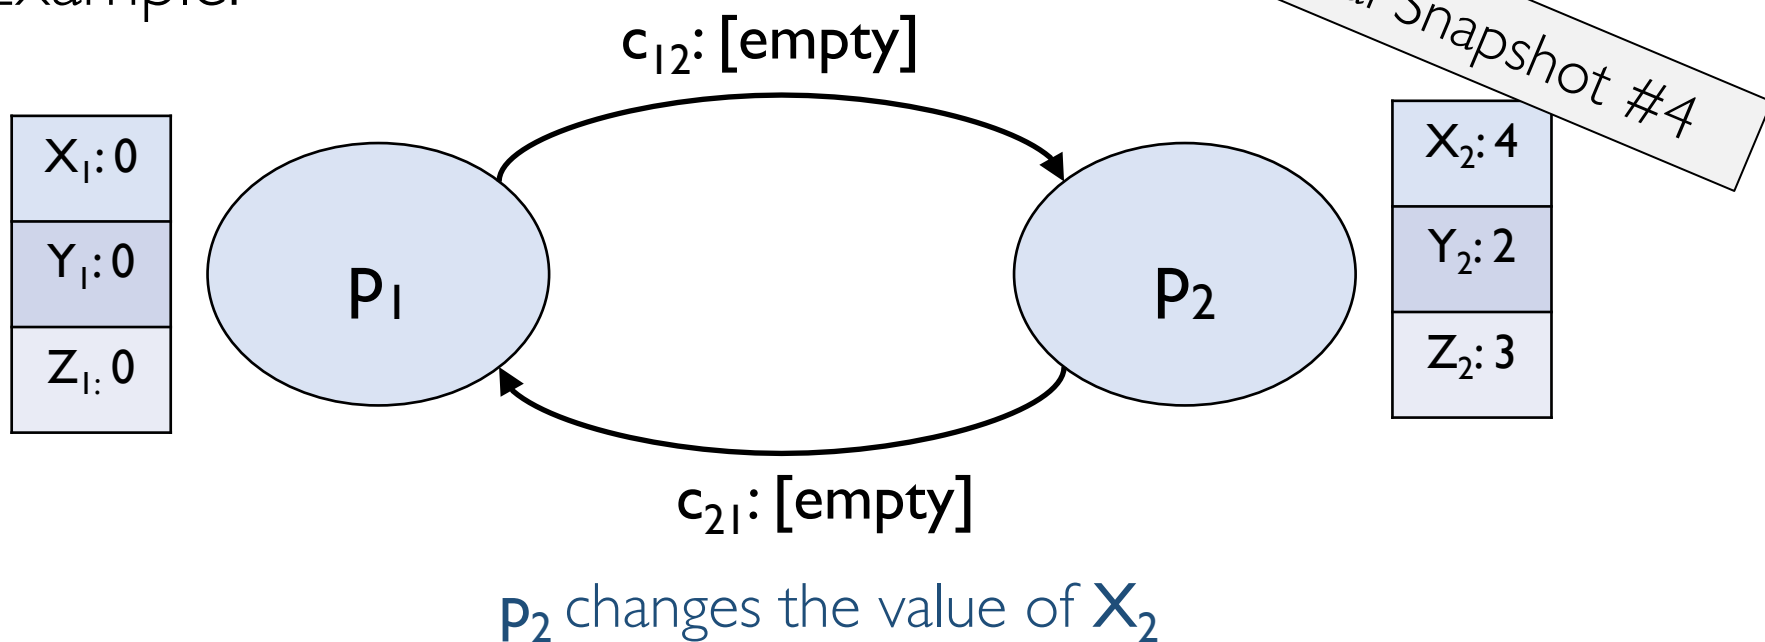 Example:
Snapshot #4
c₁₂: [empty]
X₁: 0
Y₁: 0
Z₁: 0
p₁
p₂
X₂: 4
Y₂: 2
Z₂: 3
c₂₁: [empty]
p₂ changes the value of X₂